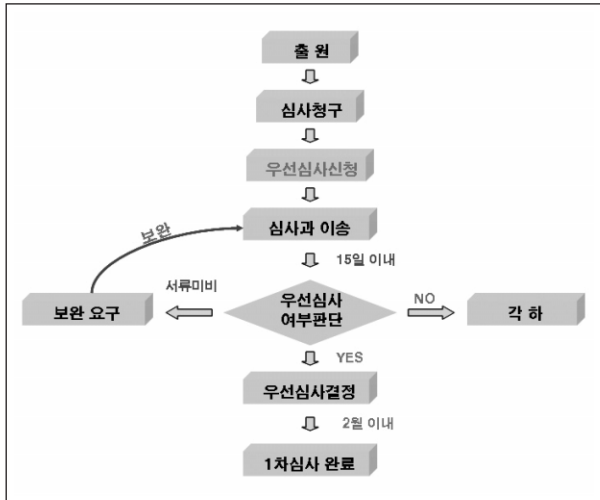 출 원
심사청구
우선심사신청
심사과 이송
보완
15일 이내
서류미비
보완 요구
우선심사
여부판단
NO
각 하
YES
우선심사결정
2월 이내
1차심사 완료